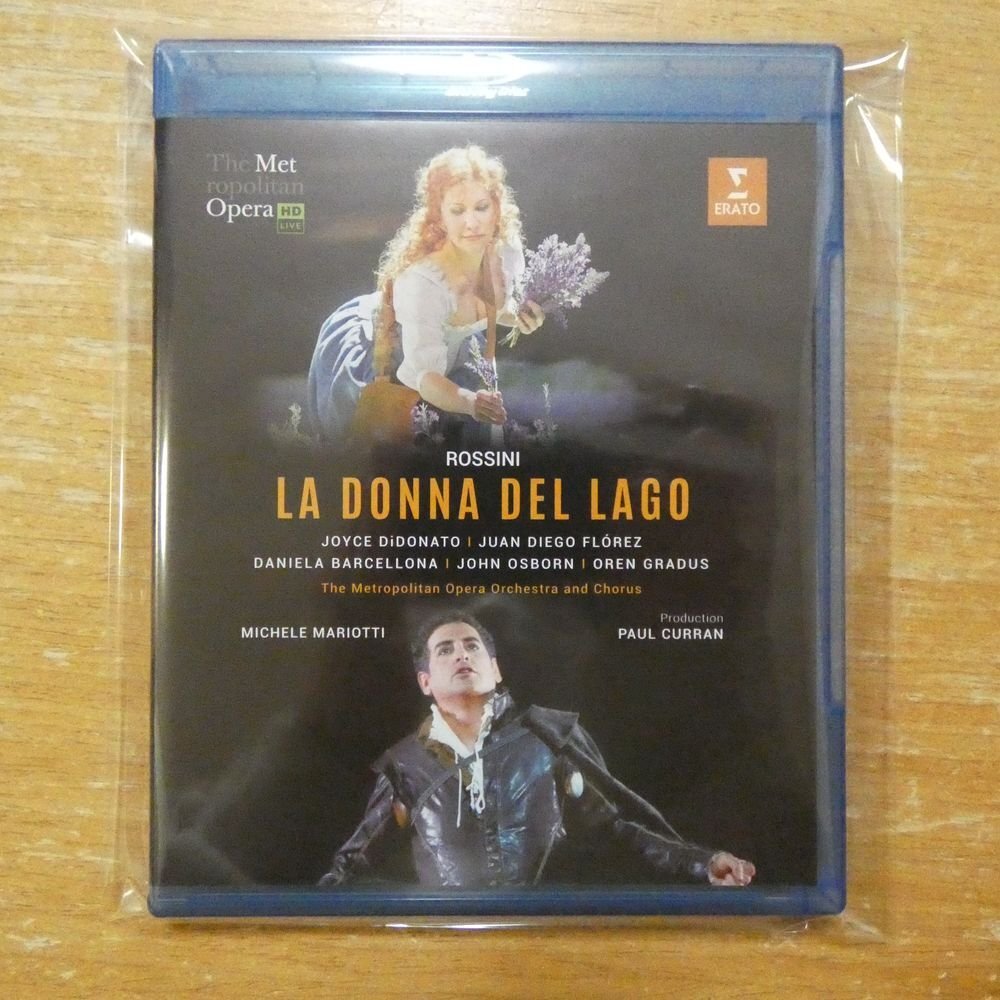 The Met
ropolitan
Opera HD
LIVE
ERATO
ROSSINI
LA DONNA DEL LAGO
JOYCE DiDONATO | JUAN DIEGO FLÓREZ
DANIELA BARCELLONA | JOHN OSBORN | OREN GRADUS
The Metropolitan Opera Orchestra and Chorus
Production
MICHELE MARIOTTI PAUL CURRAN